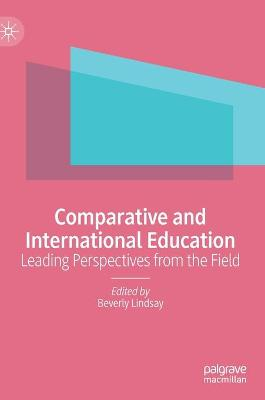 Comparative and
International Education
Leading Perspectives from the Field
Edited by
Beverly Lindsay
palgrave
macmillan